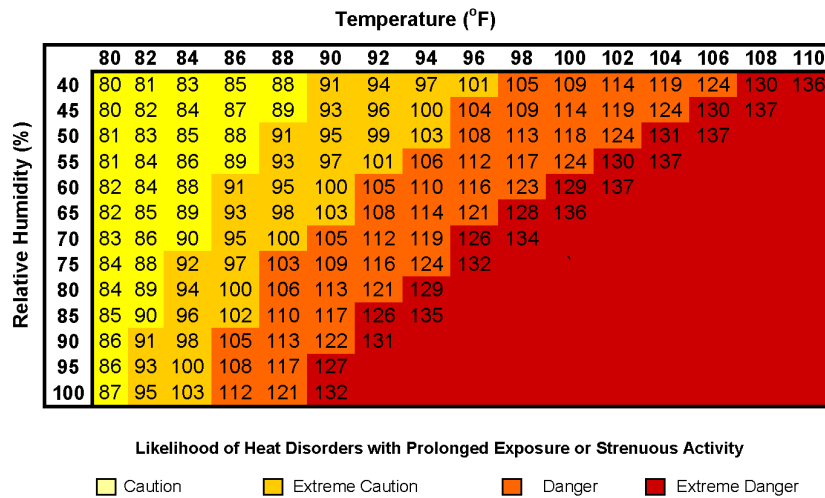 Temperature (°F)
80 82 84 86 88 90 92 94 96 98 100 102 104 106 108 110
Relative Humidity (%)
40 80 81 83 85 88 91 94 97 101 105 109 114 119 124 130 136
45 80 82 84 87 89 93 96 100 104 109 114 119 124 130 137
50 81 83 85 88 91 95 99 103 108 113 118 124 131 137
55 81 84 86 89 93 97 101 106 112 117 124 130 137
60 82 84 88 91 95 100 105 110 116 123 129 137
65 82 85 89 93 98 103 108 114 121 128 136
70 83 86 90 95 100 105 112 119 126 134
75 84 88 92 97 103 109 116 124 132
80 84 89 94 100 106 113 121 129
85 85 90 96 102 110 117 126 135
90 86 91 98 105 113 122 131
95 86 93 100 108 117 127
100 87 95 103 112 121 132
Likelihood of Heat Disorders with Prolonged Exposure or Strenuous Activity
Caution Extreme Caution Danger Extreme Danger